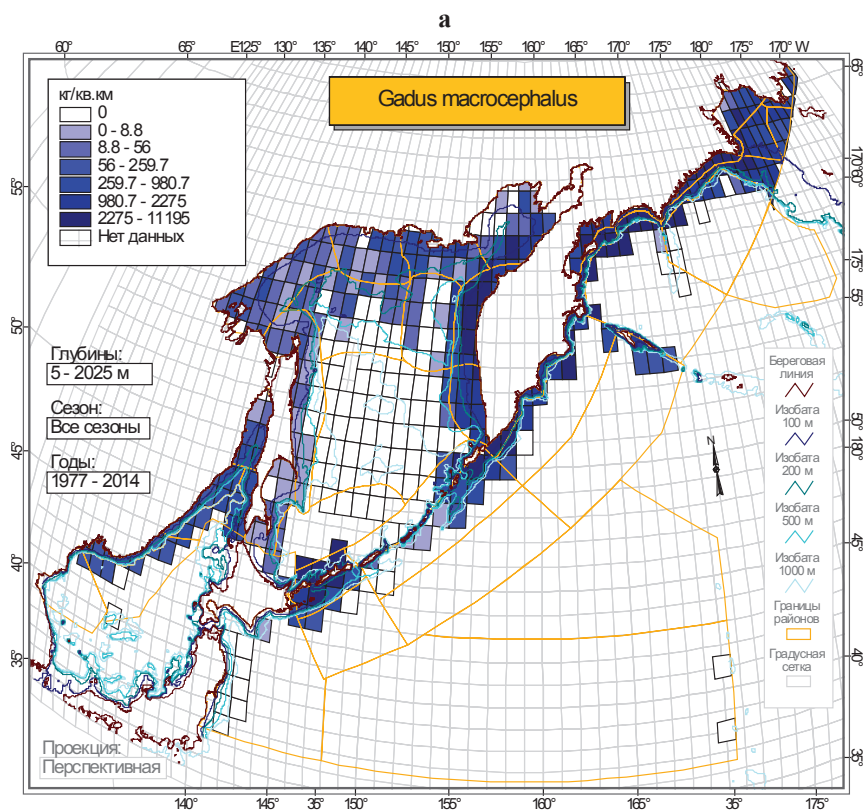 а
60° 65° E125° 130° 135° 140° 145° 150° 155° 160° 165° 170° 175° 180° 175° 170° W
Gadus macrocephalus
кг/кв.км
0
0 - 8.8
8.8 - 56
56 - 259.7
259.7 - 980.7
980.7 - 2275
2275 - 11195
Нет данных
55°
50°
45°
40°
35°
Глубины:
5 - 2025 м
Сезон:
Все сезоны
Годы:
1977 - 2014
65°
170°
60°
175°
55°
50°
180°
45°
40°
35°
N
Береговая
линия
Изобата
100 м
Изобата
200 м
Изобата
500 м
Изобата
1000 м
Границы
районов
Градусная
сетка
Проекция:
Перспективная
140° 145° 35° 150° 155° 160° 165° 35° 175°